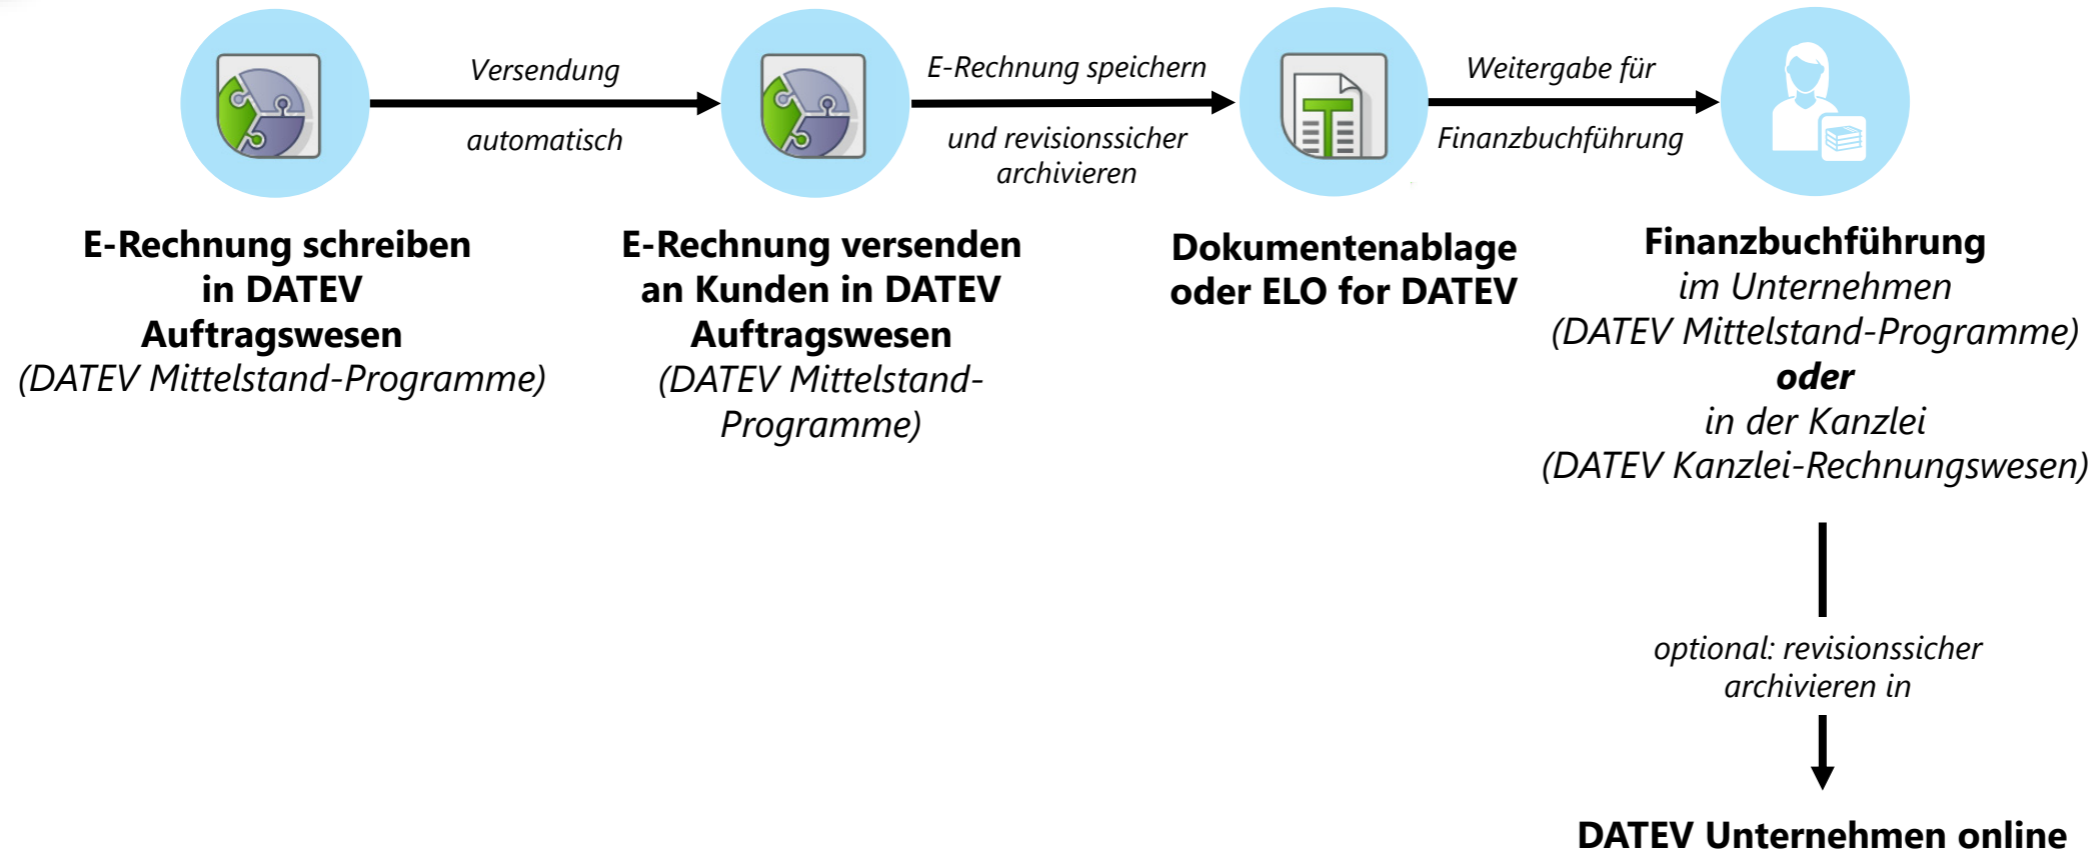 Versendung
automatisch
E-Rechnung speichern
und revisionssicher
archivieren
Weitergabe für
Finanzbuchführung
E-Rechnung schreiben
in DATEV
Auftragswesen
(DATEV Mittelstand-Programme)
E-Rechnung versenden
an Kunden in DATEV
Auftragswesen
(DATEV Mittelstand-
Programme)
Dokumentenablage
oder ELO for DATEV
Finanzbuchführung
im Unternehmen
(DATEV Mittelstand-Programme)
oder
in der Kanzlei
(DATEV Kanzlei-Rechnungswesen)
optional: revisionssicher
archivieren in
DATEV Unternehmen online